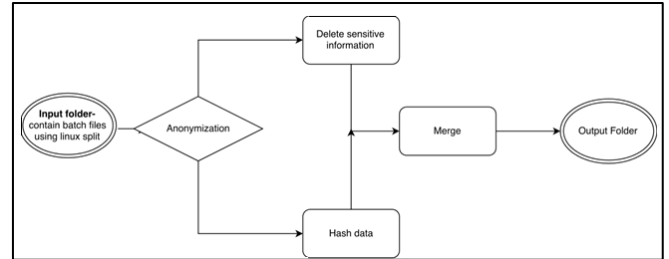 Delete sensitive
information
Input folder-
contain batch files
using linux split
Anonymization
Merge
Output Folder
Hash data